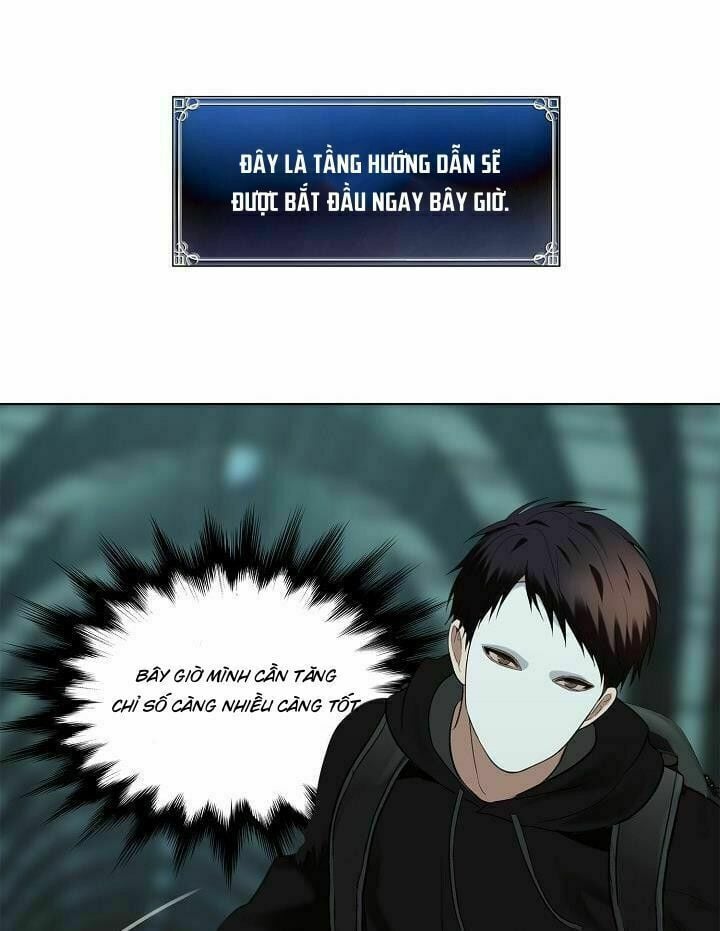 ĐÂY LÀ TẦNG HƯỚNG DẪN SẼ
ĐƯỢC BẮT ĐẦU NGAY BÂY GIỜ.
BÂY GIỜ MÌNH CẦN TĂNG
CHỈ SỐ CÀNG NHIỀU CÀNG TỐT